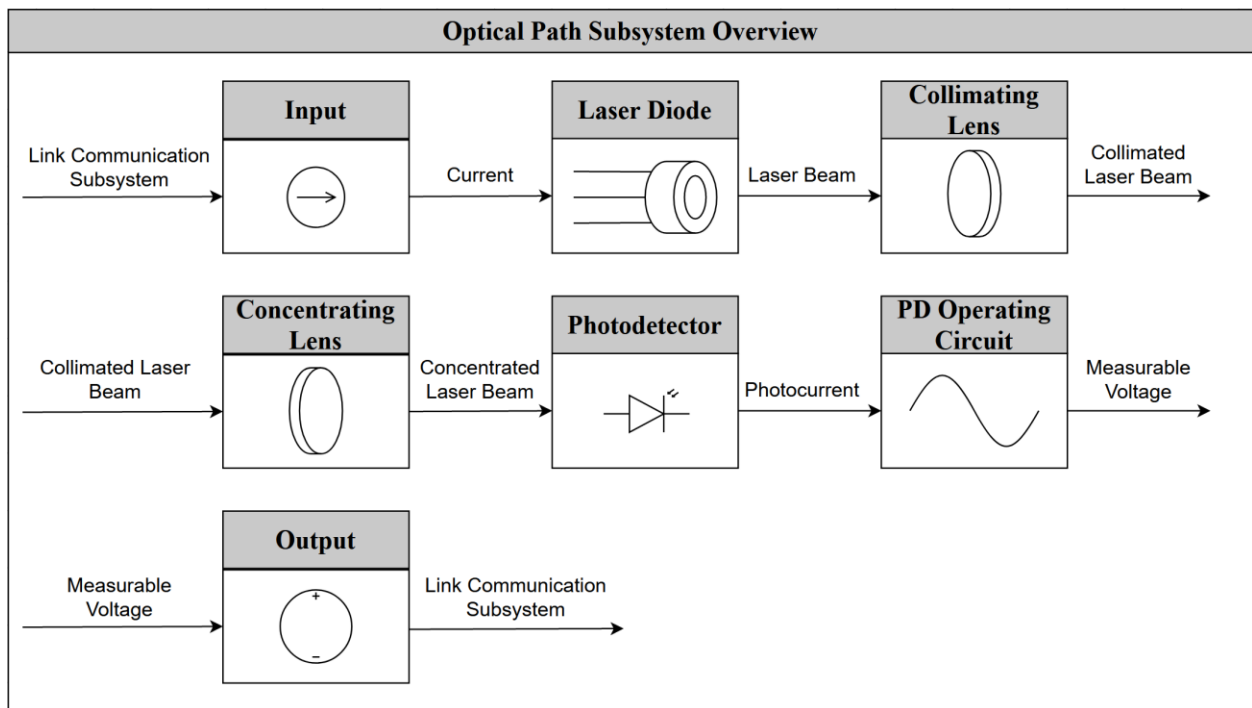 Optical Path Subsystem Overview
Input
Laser Diode
Collimating
Lens
Link Communication
Subsystem
Current
Laser Beam
Collimated
Laser Beam
Concentrating
Lens
Photodetector
PD Operating
Circuit
Collimated Laser
Beam
Concentrated
Laser Beam
Photocurrent
Measurable
Voltage
Output
Measurable
Voltage
+
−
Link Communication
Subsystem